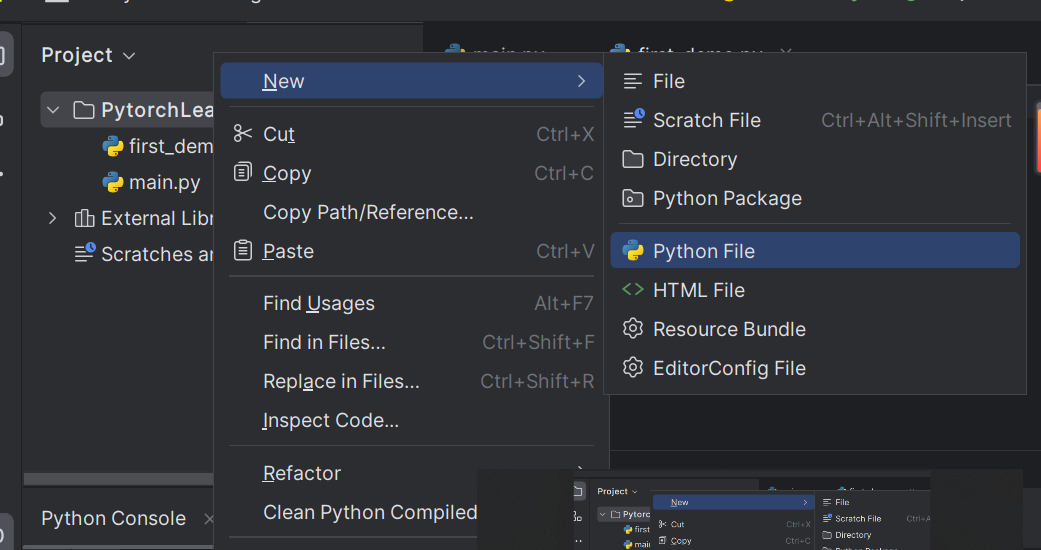 Project
main.py
first_demo.py
PytorchLea
first_dem
main.py
External Libr
Scratches ar
Python Console
New
Cut Ctrl+X
Copy Ctrl+C
Copy Path/Reference...
Paste Ctrl+V
Find Usages Alt+F7
Find in Files... Ctrl+Shift+F
Replace in Files... Ctrl+Shift+R
Inspect Code...
Refactor
Clean Python Compiled
File
Scratch File Ctrl+Alt+Shift+Insert
Directory
Python Package
Python File
HTML File
Resource Bundle
EditorConfig File
Project
Pytorc
first
mai
New
Cut Ctrl+X
Copy Ctrl+C
File
Scratch File Ctrl+A
Directory